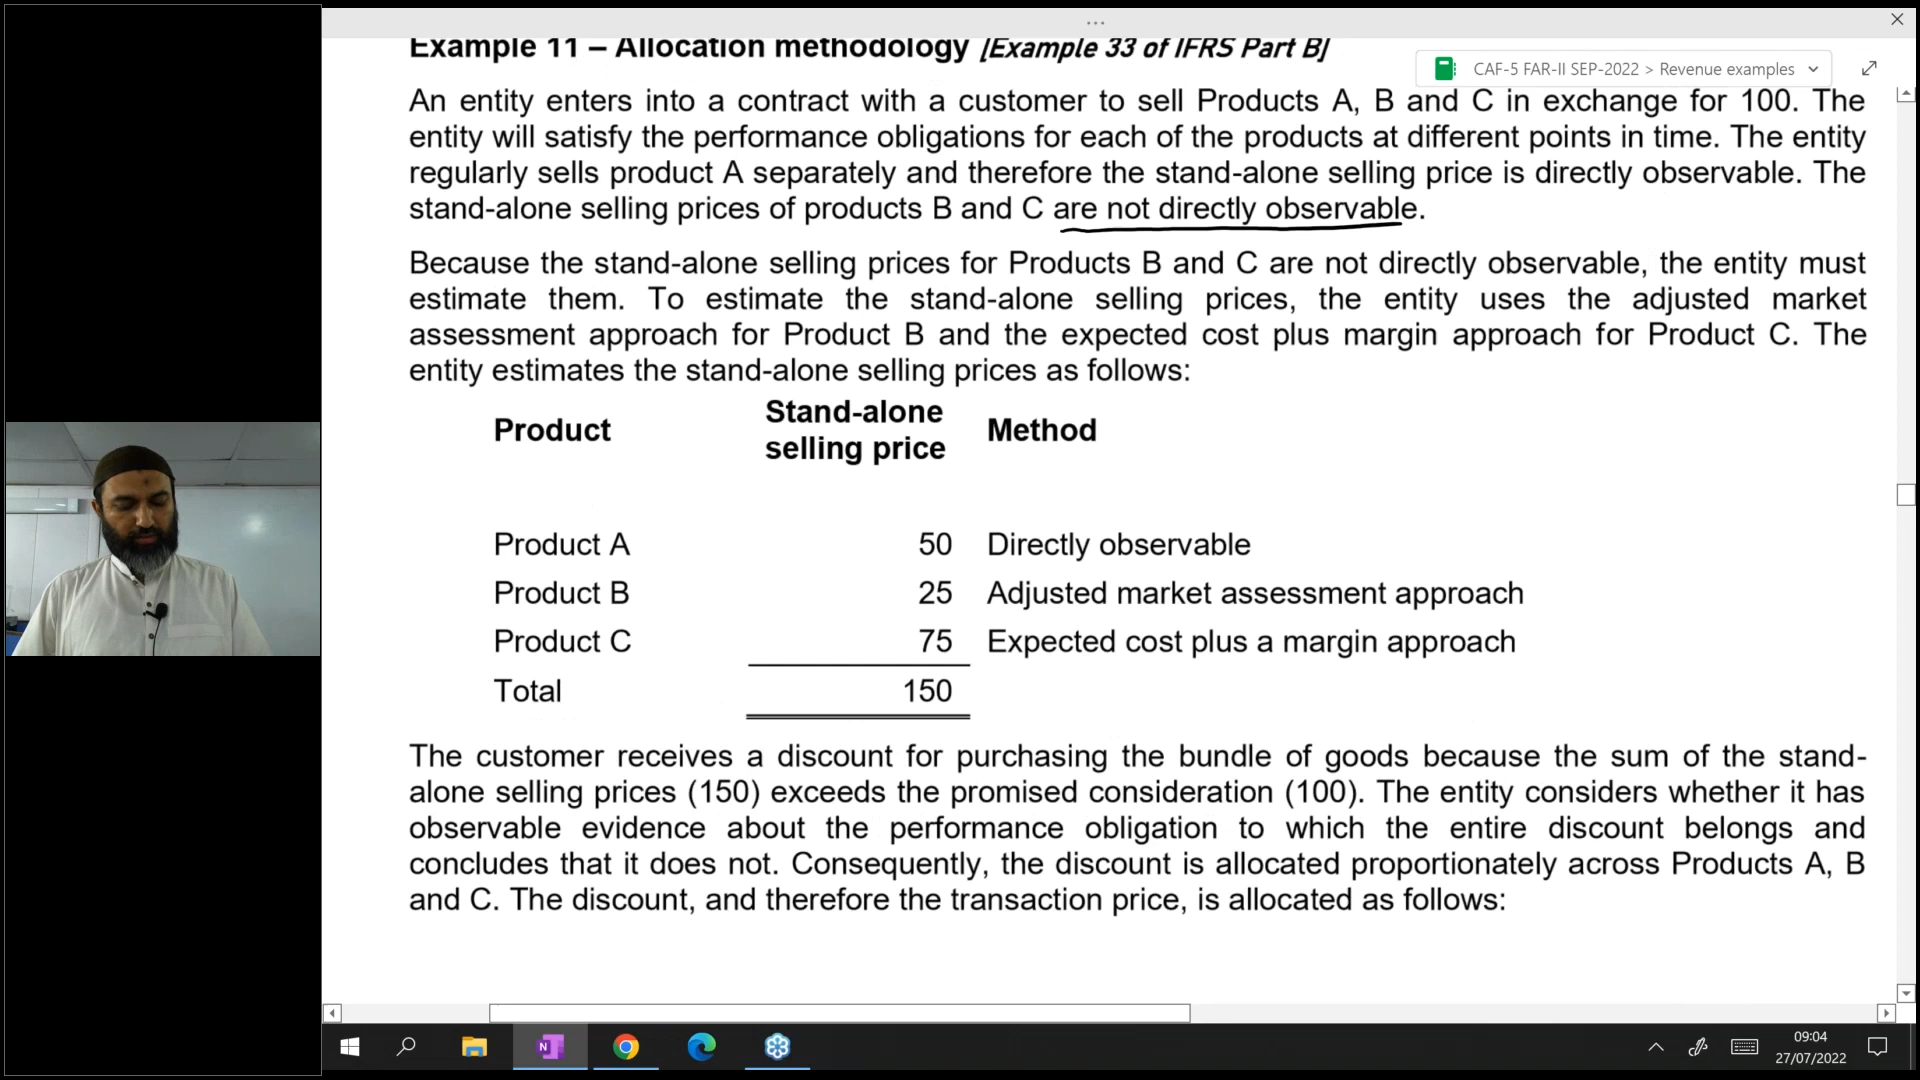 Example 11 – Allocation methodology [Example 33 of IFRS Part B]
CAF-5 FAR-II SEP-2022 > Revenue examples
An entity enters into a contract with a customer to sell Products A, B and C in exchange for 100. The
entity will satisfy the performance obligations for each of the products at different points in time. The entity
regularly sells product A separately and therefore the stand-alone selling price is directly observable. The
stand-alone selling prices of products B and C are not directly observable.
Because the stand-alone selling prices for Products B and C are not directly observable, the entity must
estimate them. To estimate the stand-alone selling prices, the entity uses the adjusted market
assessment approach for Product B and the expected cost plus margin approach for Product C. The
entity estimates the stand-alone selling prices as follows:
Product Stand-alone selling price Method
Product A 50 Directly observable
Product B 25 Adjusted market assessment approach
Product C 75 Expected cost plus a margin approach
Total 150
The customer receives a discount for purchasing the bundle of goods because the sum of the stand-
alone selling prices (150) exceeds the promised consideration (100). The entity considers whether it has
observable evidence about the performance obligation to which the entire discount belongs and
concludes that it does not. Consequently, the discount is allocated proportionately across Products A, B
and C. The discount, and therefore the transaction price, is allocated as follows:
N
09:04
27/07/2022